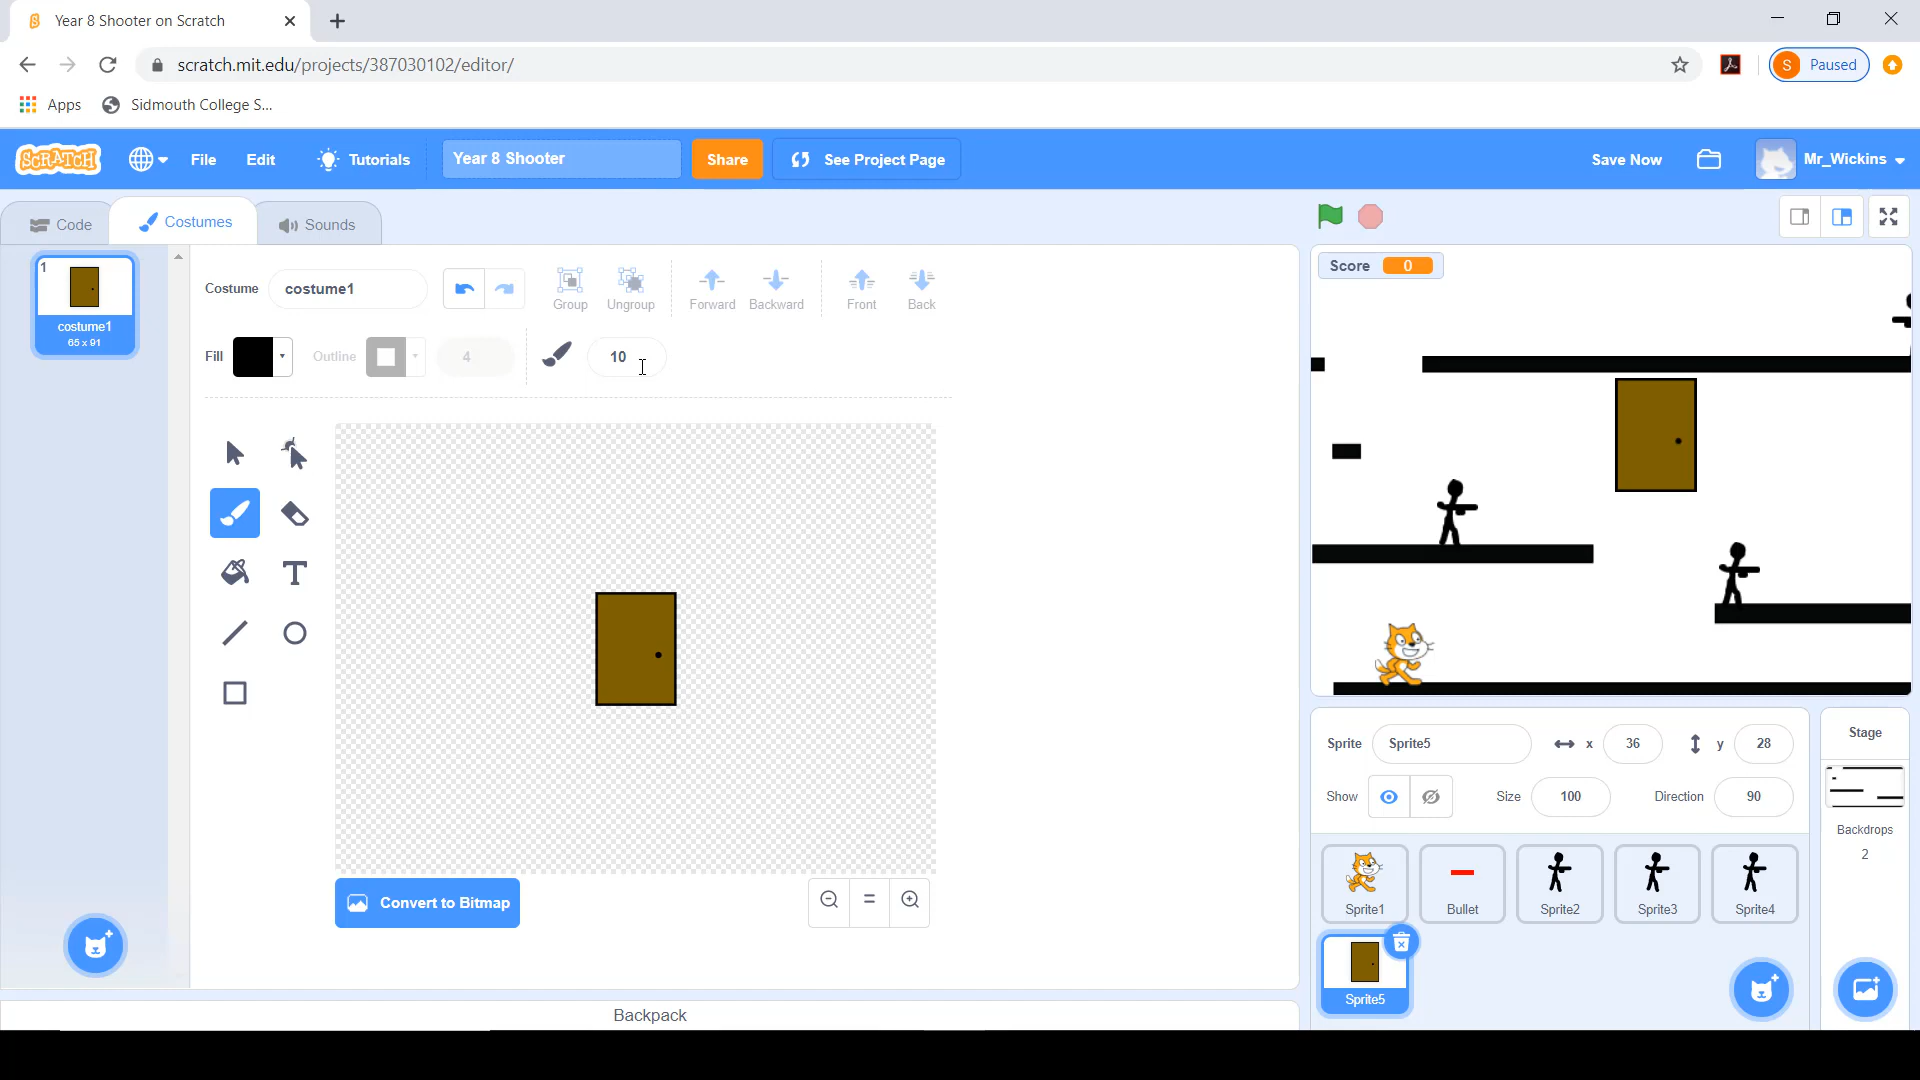 Year 8 Shooter on Scratch
scratch.mit.edu/projects/387030102/editor/
S Paused
Apps Sidmouth College S...
SCRATCH File Edit Tutorials Year 8 Shooter Share See Project Page Save Now Mr_Wickins
Code Costumes Sounds
1
costume1
65 x 91
Costume costume1 Group Ungroup Forward Backward Front Back
Fill Outline 4 10
T
Convert to Bitmap
Backpack
Score 0
Sprite Sprite5 x 36 y 28
Show Size 100 Direction 90
Sprite1 Bullet Sprite2 Sprite3 Sprite4
Sprite5
Stage
Backdrops
2